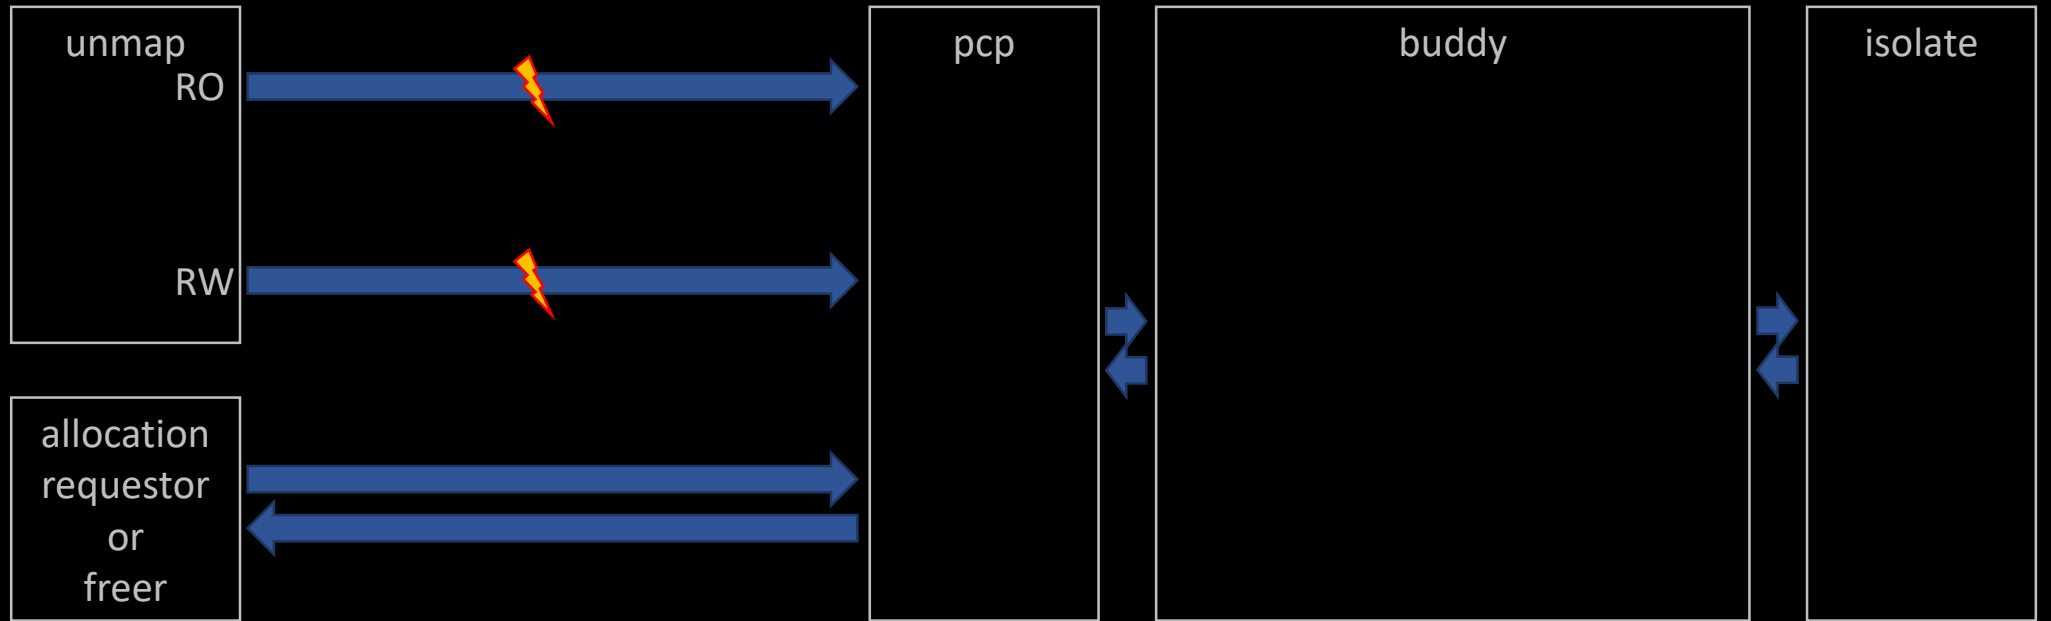 unmap
RO
RW
allocation
requestor
or
freer
pcp
buddy
isolate